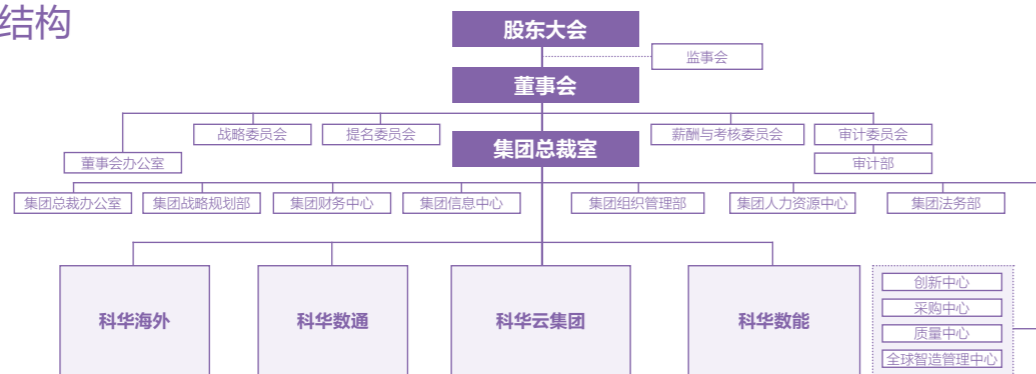 结构
股东大会
监事会
董事会
战略委员会
提名委员会
薪酬与考核委员会
审计委员会
董事会办公室
集团总裁室
审计部
集团总裁办公室
集团战略规划部
集团财务中心
集团信息中心
集团组织管理部
集团人力资源中心
集团法务部
科华海外
科华数通
科华云集团
科华数能
创新中心
采购中心
质量中心
全球智造管理中心